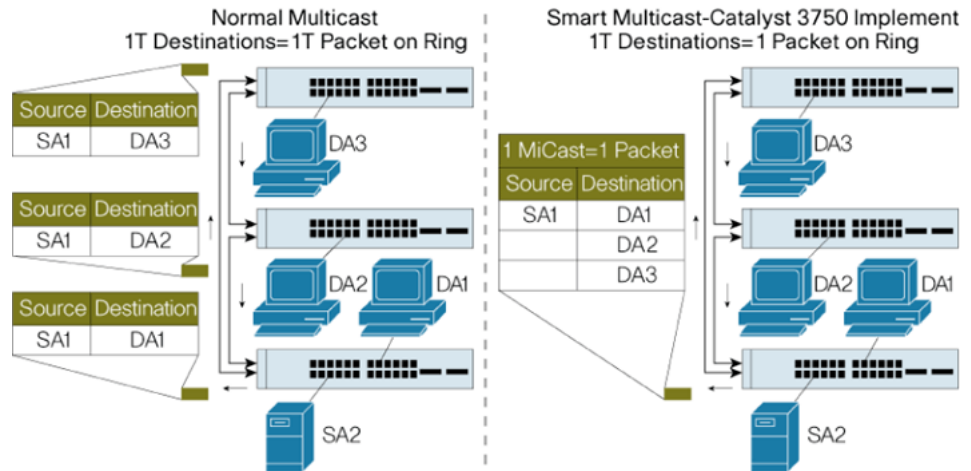 Normal Multicast
1T Destinations=1T Packet on Ring
Source Destination
SA1 DA3
Source Destination
SA1 DA2
Source Destination
SA1 DA1
DA3
DA2 DA1
SA2
Smart Multicast-Catalyst 3750 Implement
1T Destinations=1 Packet on Ring
1 MiCast=1 Packet
Source Destination
SA1 DA1
DA2
DA3
DA3
DA2 DA1
SA2